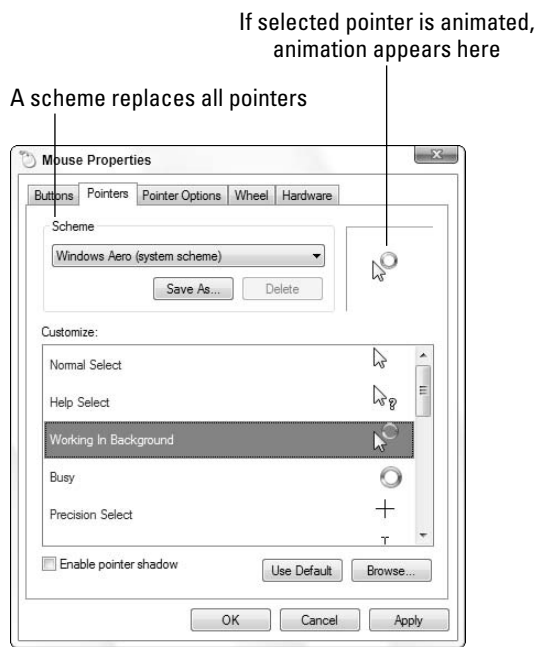 If selected pointer is animated,
animation appears here
A scheme replaces all pointers
Mouse Properties
Buttons Pointers Pointer Options Wheel Hardware
Scheme
Windows Aero (system scheme)
Save As... Delete
Customize:
Normal Select
Help Select
Working In Background
Busy
Precision Select
Enable pointer shadow Use Default Browse...
OK Cancel Apply